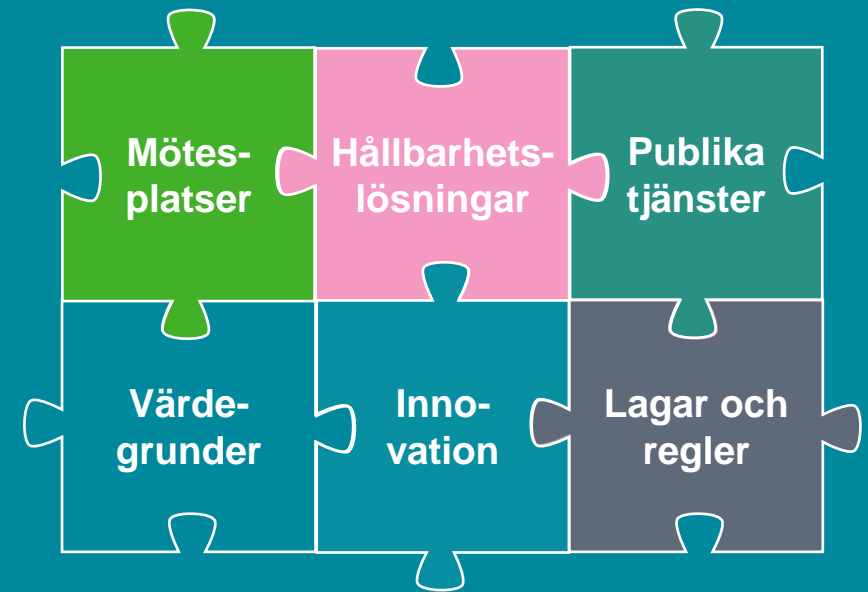 Mötes-
platser
Hållbarhets-
lösningar
Publika
tjänster
Värde-
grunder
Inno-
vation
Lagar och
regler